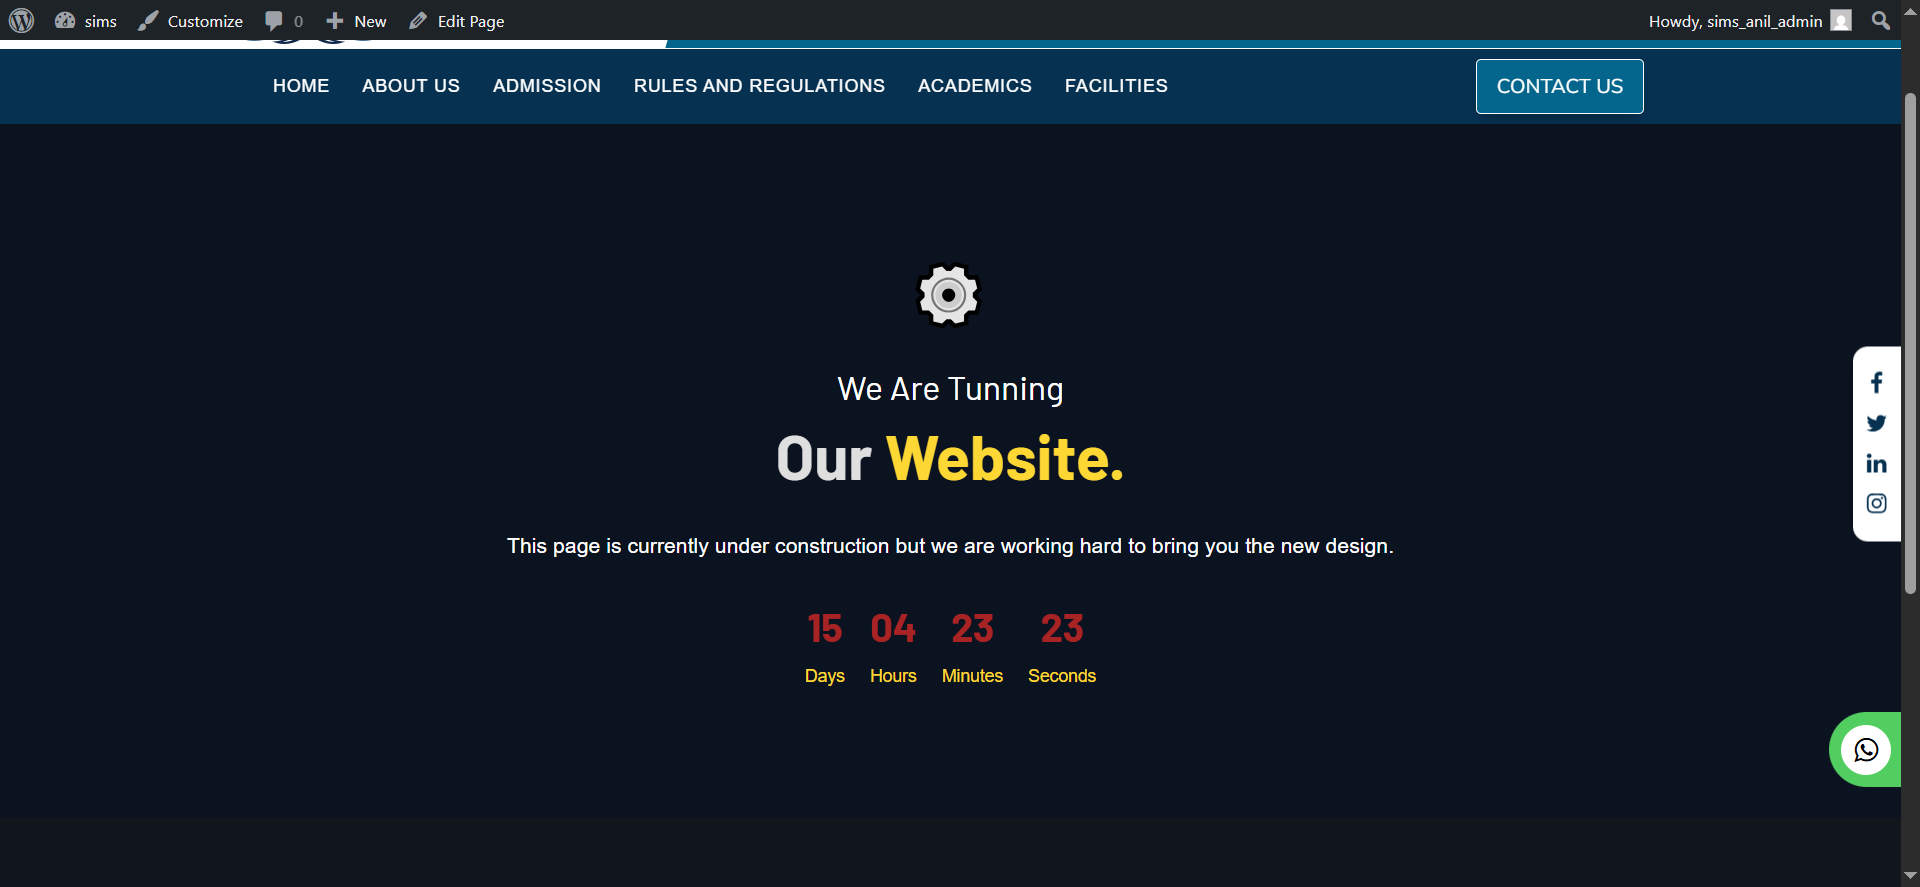 sims Customize 0 New Edit Page Howdy, sims_anil_admin
HOME ABOUT US ADMISSION RULES AND REGULATIONS ACADEMICS FACILITIES CONTACT US
We Are Tunning
Our Website.
This page is currently under construction but we are working hard to bring you the new design.
15 04 23 23
Days Hours Minutes Seconds